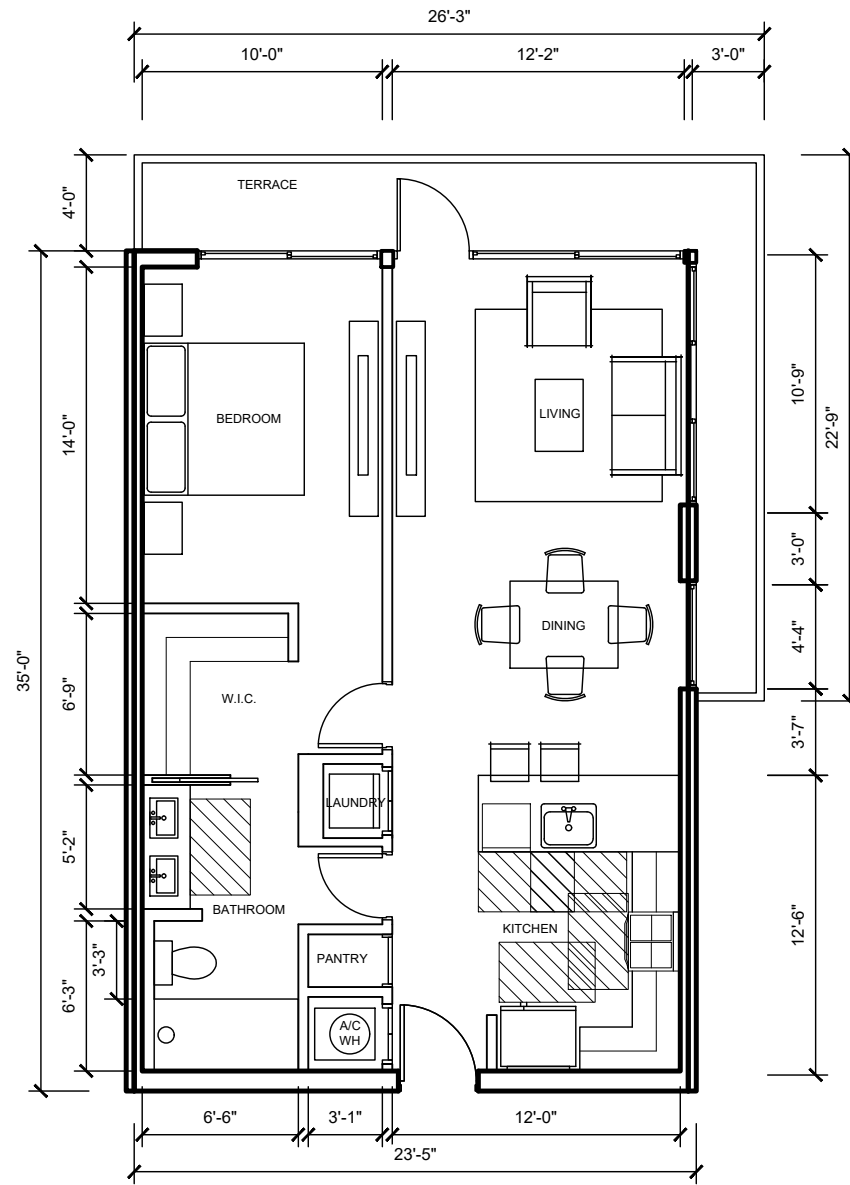 26'-3"
10'-0"
12'-2"
3'-0"
TERRACE
4'-0"
14'-0"
BEDROOM
LIVING
10'-9"
22'-9"
3'-0"
DINING
4'-4"
35'-0"
6'-9"
W.I.C.
3'-7"
LAUNDRY
5'-2"
BATHROOM
KITCHEN
12'-6"
3'-3"
6'-3"
PANTRY
A/C
WH
6'-6"
3'-1"
12'-0"
23'-5"